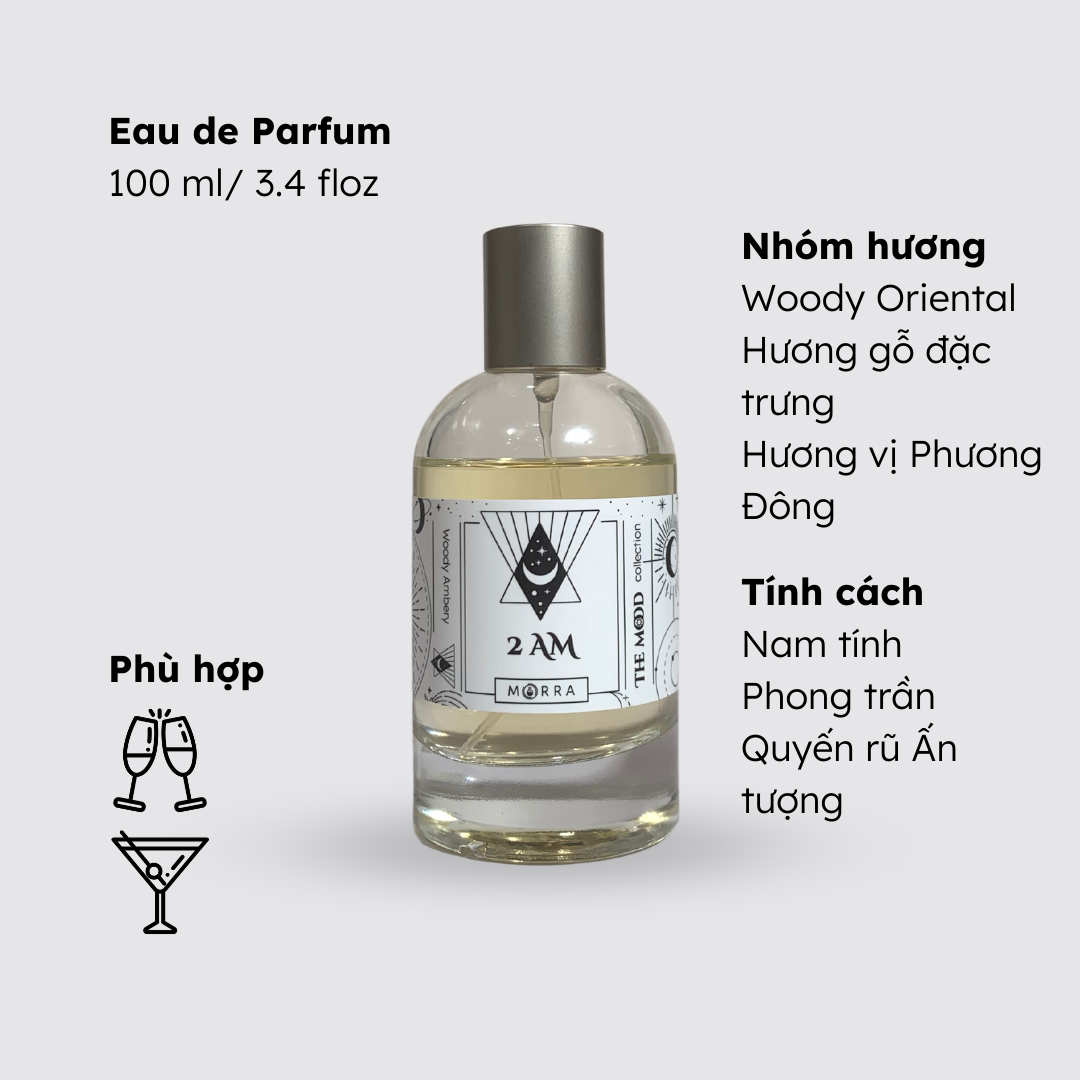 Eau de Parfum
100 ml/ 3.4 floz
Nhóm hương
Woody Oriental
Hương gỗ đặc
trưng
Hương vị Phương
Đông
Tính cách
Nam tính
Phong trần
Quyến rũ Ấn
tượng
Phù hợp
Woody Ambery
2 AM
MORRA
THE MOOD collection